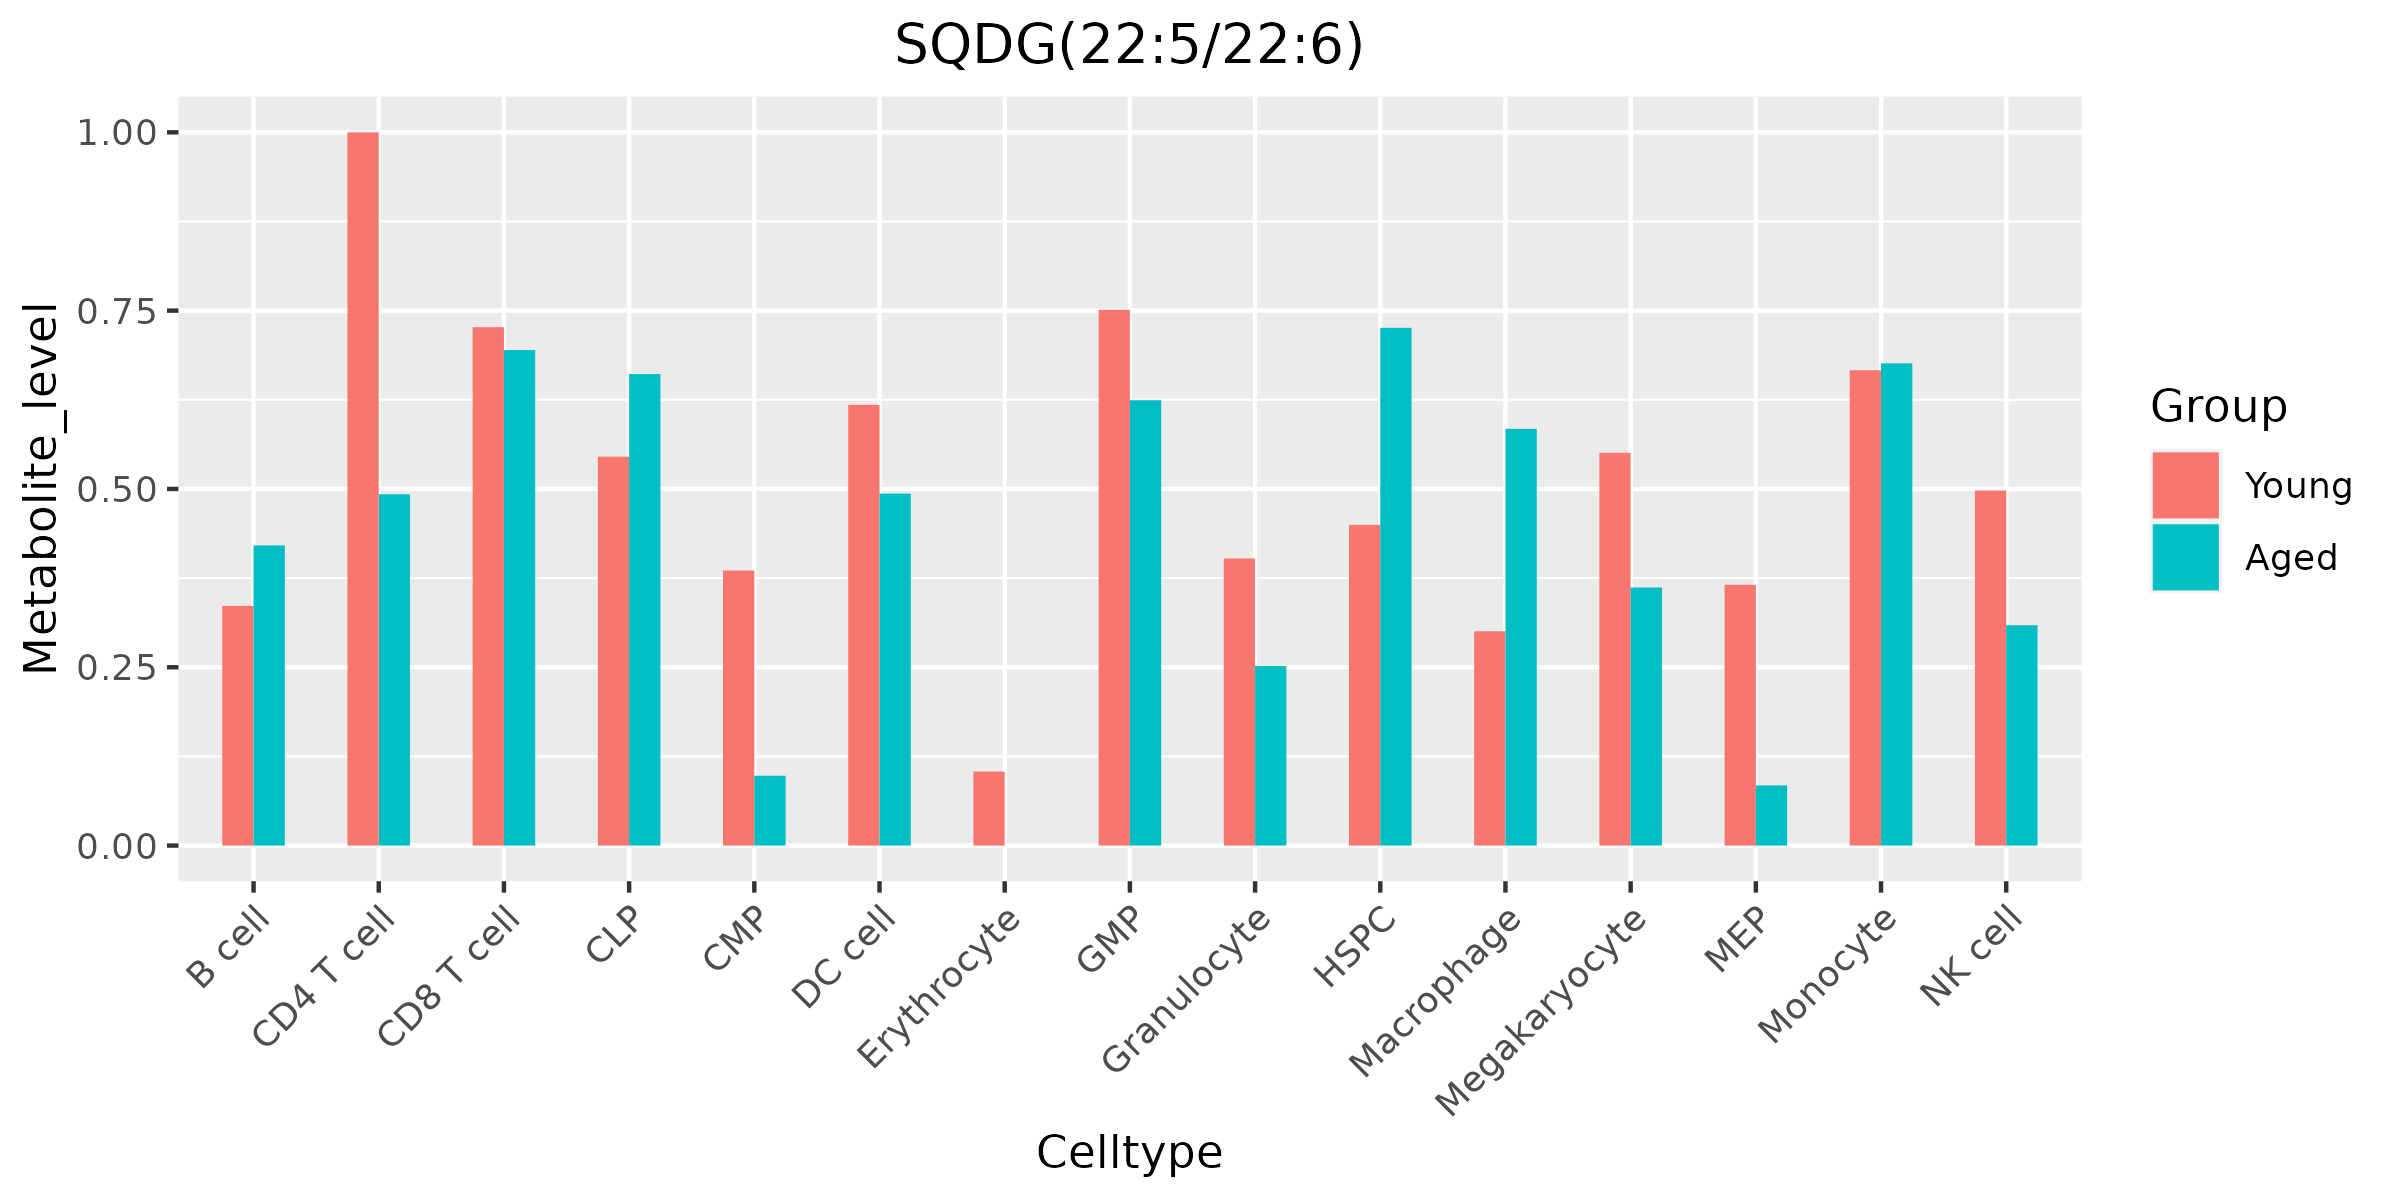 SQDG(22:5/22:6)
Metabolite_level
1.00
0.75
0.50
0.25
0.00
B cell
CD4 T cell
CD8 T cell
CLP
CMP
DC cell
Erythrocyte
GMP
Granulocyte
HSPC
Macrophage
Megakaryocyte
MEP
Monocyte
NK cell
Celltype
Group
Young
Aged